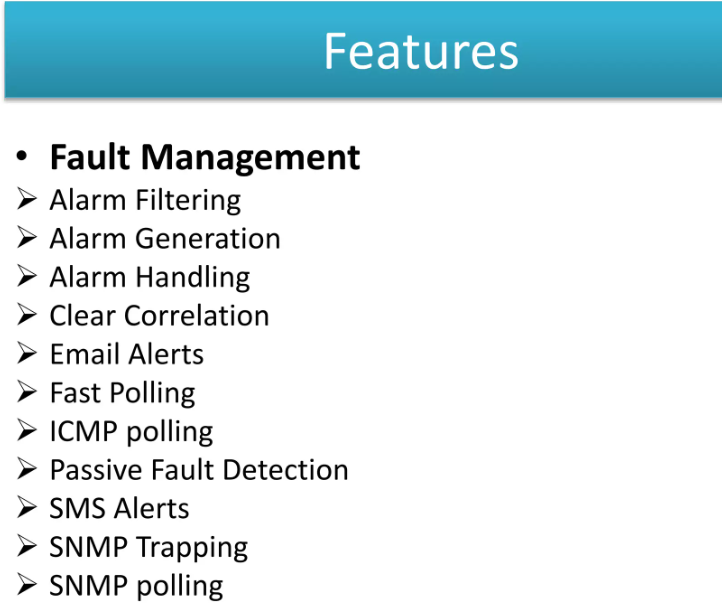 Features
• Fault Management
➢ Alarm Filtering
➢ Alarm Generation
➢ Alarm Handling
➢ Clear Correlation
➢ Email Alerts
➢ Fast Polling
➢ ICMP polling
➢ Passive Fault Detection
➢ SMS Alerts
➢ SNMP Trapping
➢ SNMP polling